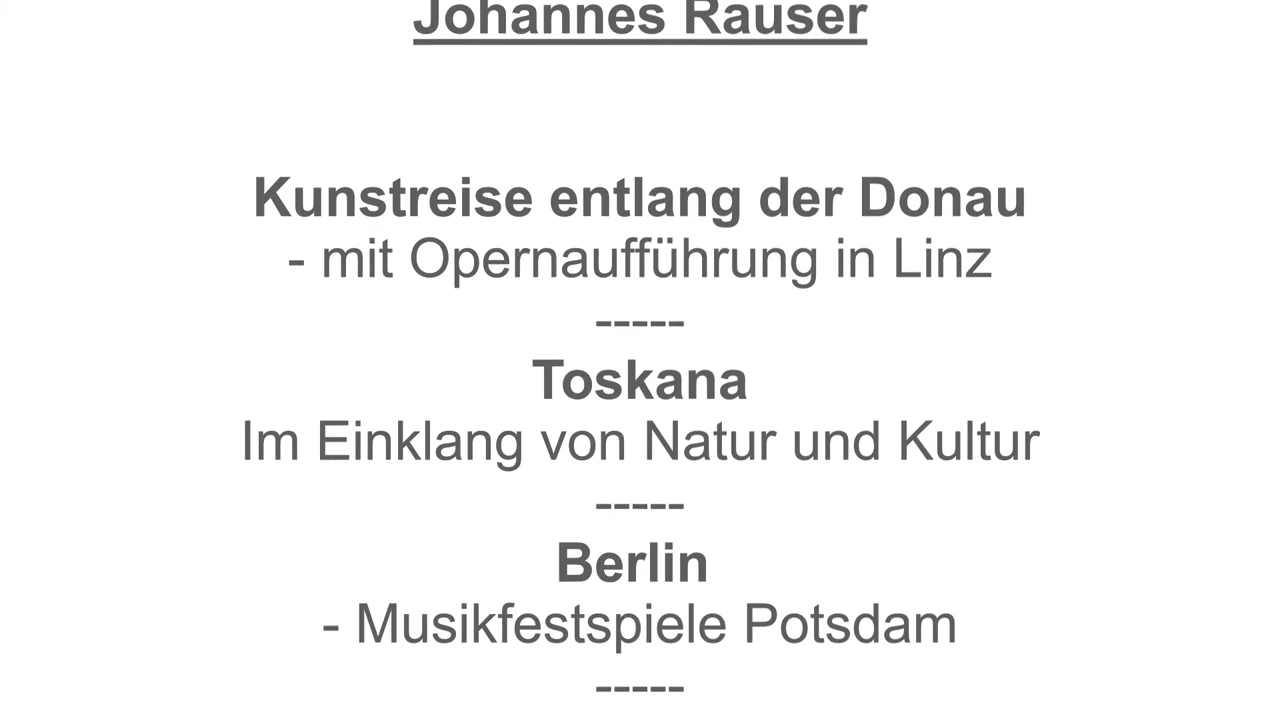 Johannes Rauser
Kunstreise entlang der Donau
- mit Opernaufführung in Linz
-----
Toskana
Im Einklang von Natur und Kultur
-----
Berlin
- Musikfestspiele Potsdam
-----